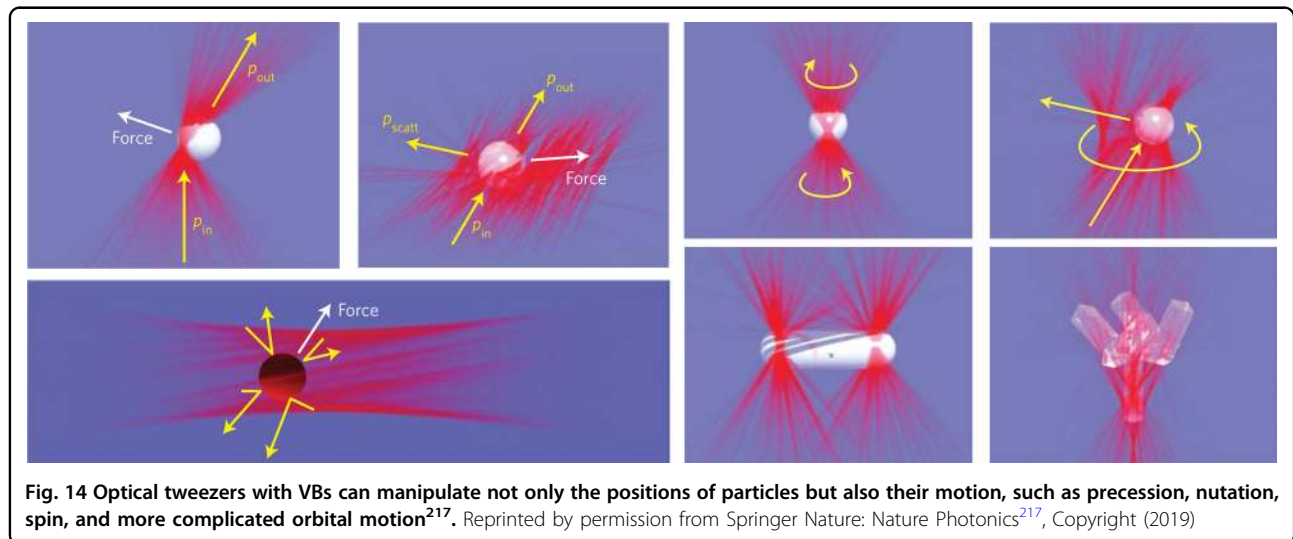 Force
p_out
p_in
p_scatt
p_out
Force
p_in
Force
Fig. 14 Optical tweezers with VBs can manipulate not only the positions of particles but also their motion, such as precession, nutation,
spin, and more complicated orbital motion²¹⁷. Reprinted by permission from Springer Nature: Nature Photonics²¹⁷, Copyright (2019)